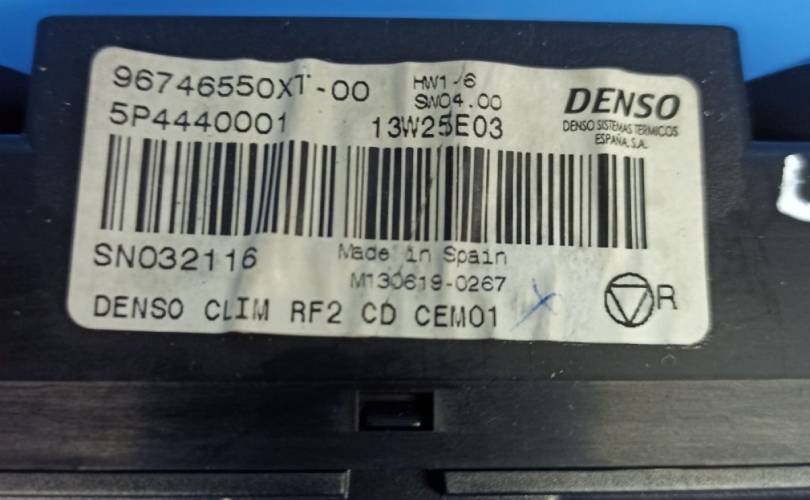 96746550XT-00
HW1-6
SW04.00
DENSO
DENSO SISTEMAS TERMICOS
ESPAÑA, S.A.
5P4440001
13W25E03
SN032116
Made in Spain
M130619-0267
DENSO CLIM RF2 CD CEM01
R